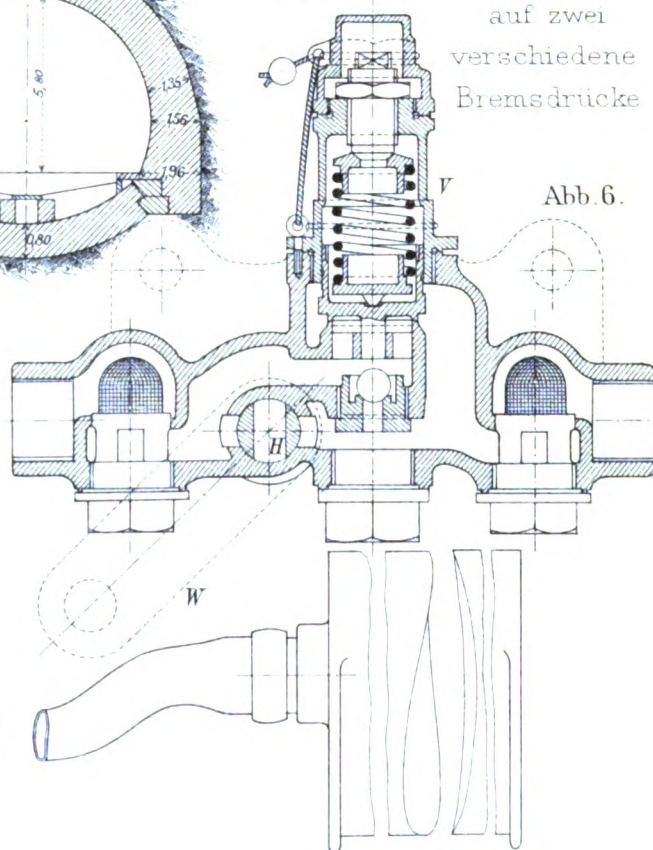 auf zwei
verschiedene
Bremsdrücke
5,80
1,35
1,56
1,96
0,80
V
Abb. 6.
H
W